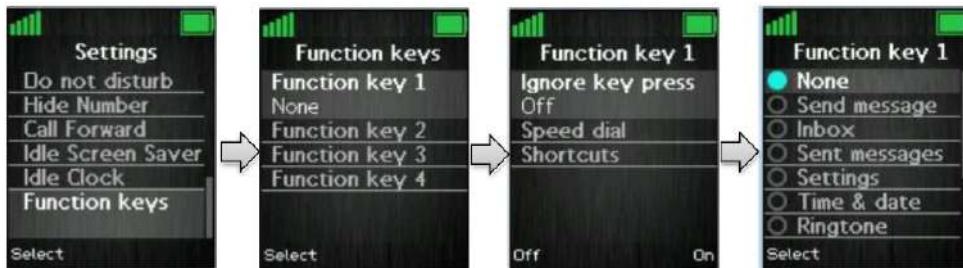 Settings
Do not disturb
Hide Number
Call Forward
Idle Screen Saver
Idle Clock
Function keys
Select
Function keys
Function key 1
None
Function key 2
Function key 3
Function key 4
Select
Function key 1
Ignore key press
Off
Speed dial
Shortcuts
Off On
Function key 1
None
Send message
Inbox
Sent messages
Settings
Time & date
Ringtone
Select